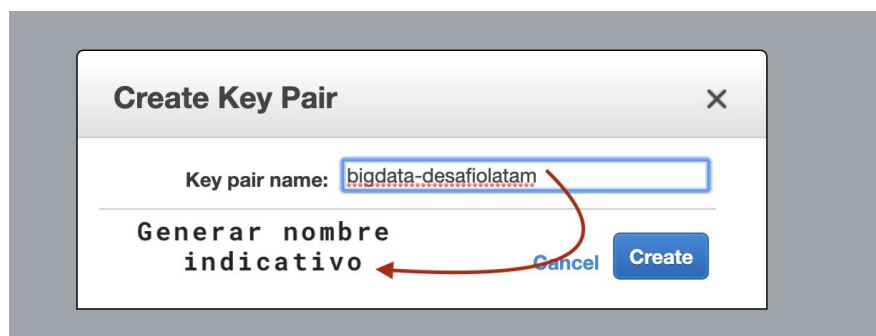 Create Key Pair
Key pair name: bigdata-desafiolatam
Generar nombre
indicativo
Cancel Create